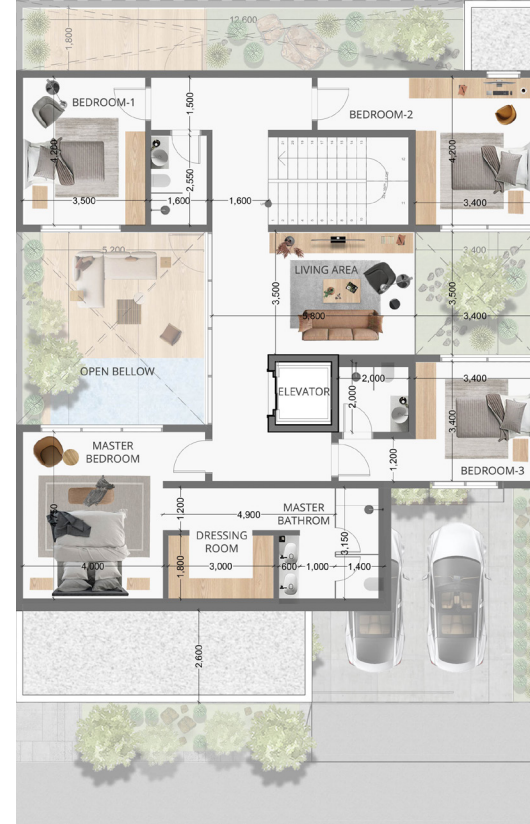 12,600
1,800
BEDROOM-1
1,500
BEDROOM-2
4,200
4,200
2,550
3,500
1,600
1,600
3,400
5,200
3,400
LIVING AREA
3,500
3,500
5,800
3,400
OPEN BELLOW
ELEVATOR
2,000
2,000
3,400
3,400
MASTER
BEDROOM
1,200
BEDROOM-3
1,200
4,900
MASTER
BATHROM
DRESSING
ROOM
3,150
4,000
1,800
3,000
600
1,000
1,400
2,600